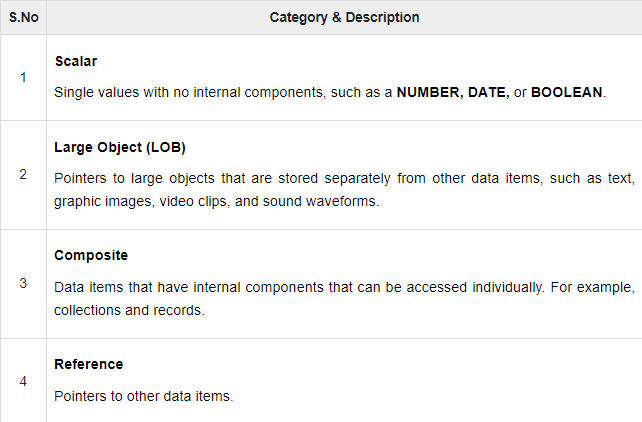 S.No Category & Description
1
Scalar
Single values with no internal components, such as a NUMBER, DATE, or BOOLEAN.
2
Large Object (LOB)
Pointers to large objects that are stored separately from other data items, such as text,
graphic images, video clips, and sound waveforms.
3
Composite
Data items that have internal components that can be accessed individually. For example,
collections and records.
4
Reference
Pointers to other data items.